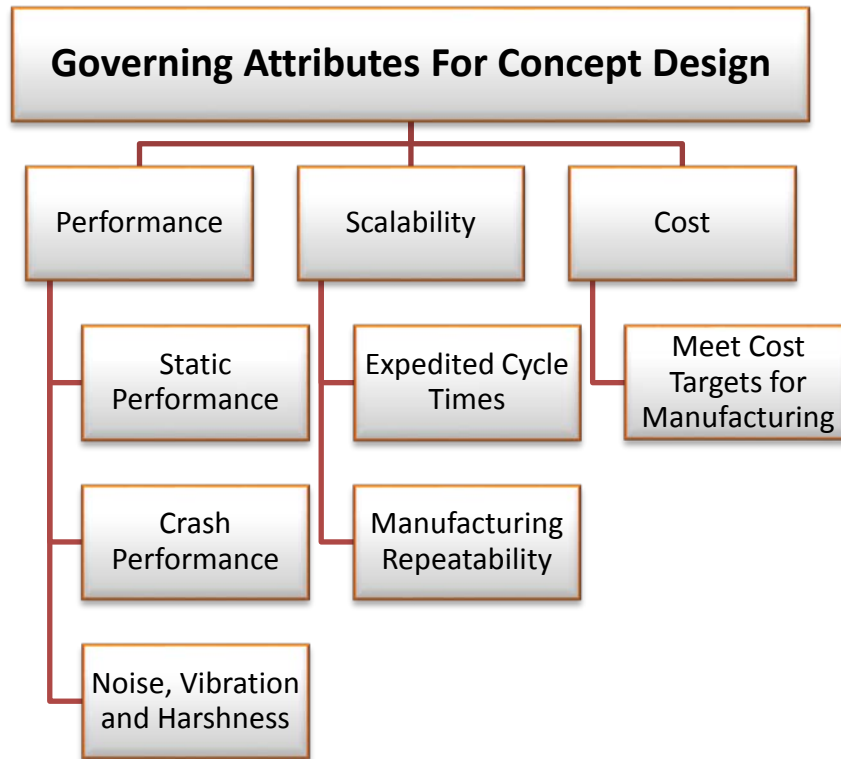 Governing Attributes For Concept Design
Performance
Scalability
Cost
Static
Performance
Expedited Cycle
Times
Meet Cost
Targets for
Manufacturing
Crash
Performance
Manufacturing
Repeatability
Noise, Vibration
and Harshness